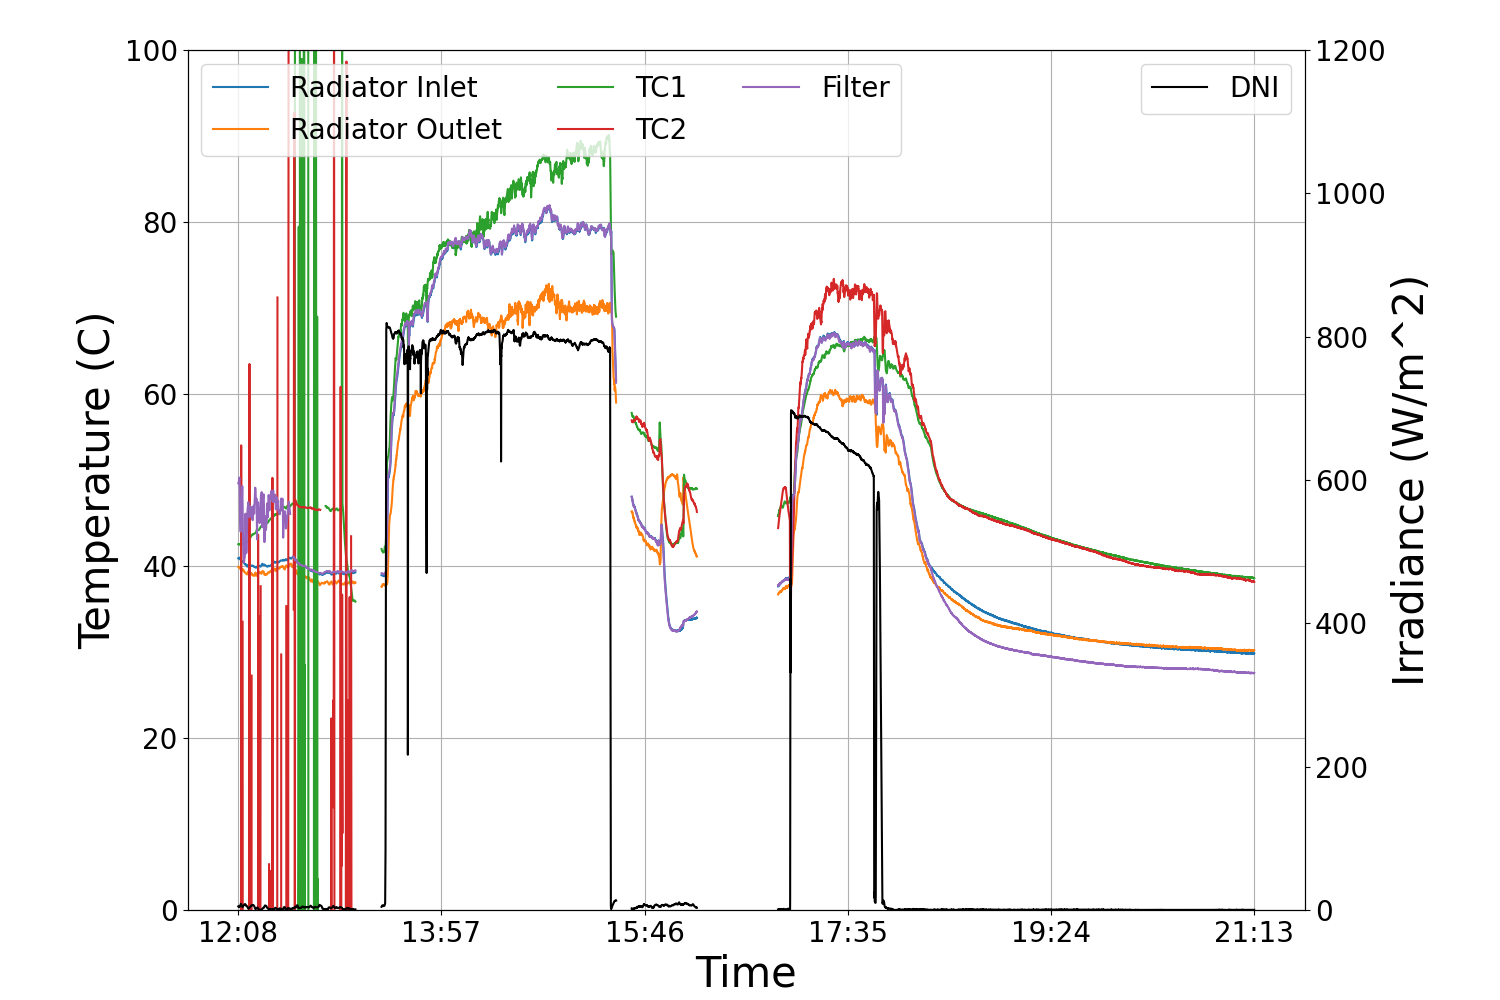 100
80
60
40
20
0
Temperature (C)
Radiator Inlet
Radiator Outlet
TC1
TC2
Filter
DNI
1200
1000
800
600
400
200
0
Irradiance (W/m^2)
12:08 13:57 15:46 17:35 19:24 21:13
Time